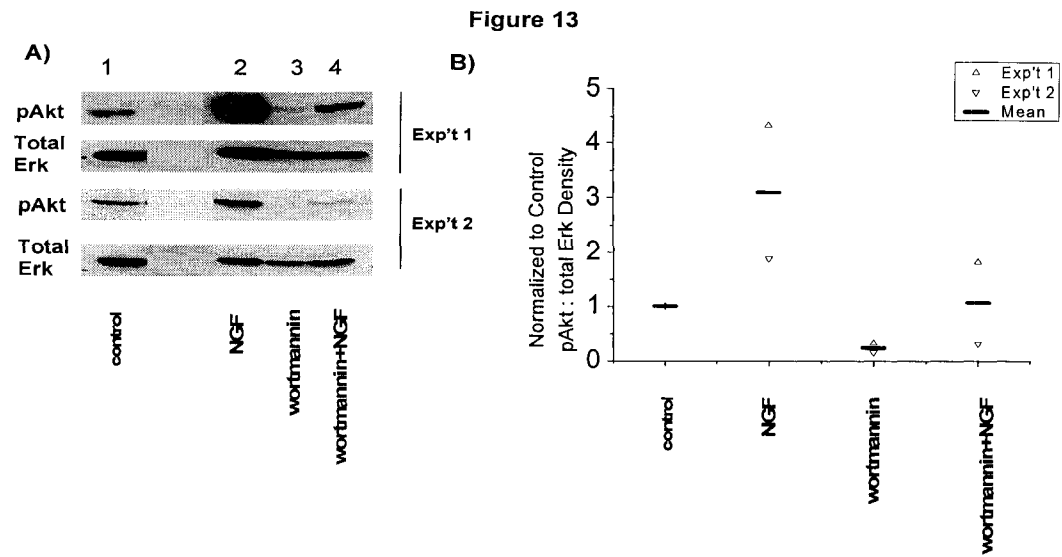 Figure 13
A)
1 2 3 4
pAkt
Total
Erk
Exp't 1
pAkt
Total
Erk
Exp't 2
control
NGF
wortmannin
wortmannin+NGF
B)
Normalized to Control
pAkt : total Erk Density
5
4
3
2
1
0
Exp't 1
Exp't 2
Mean
control
NGF
wortmannin
wortmannin+NGF